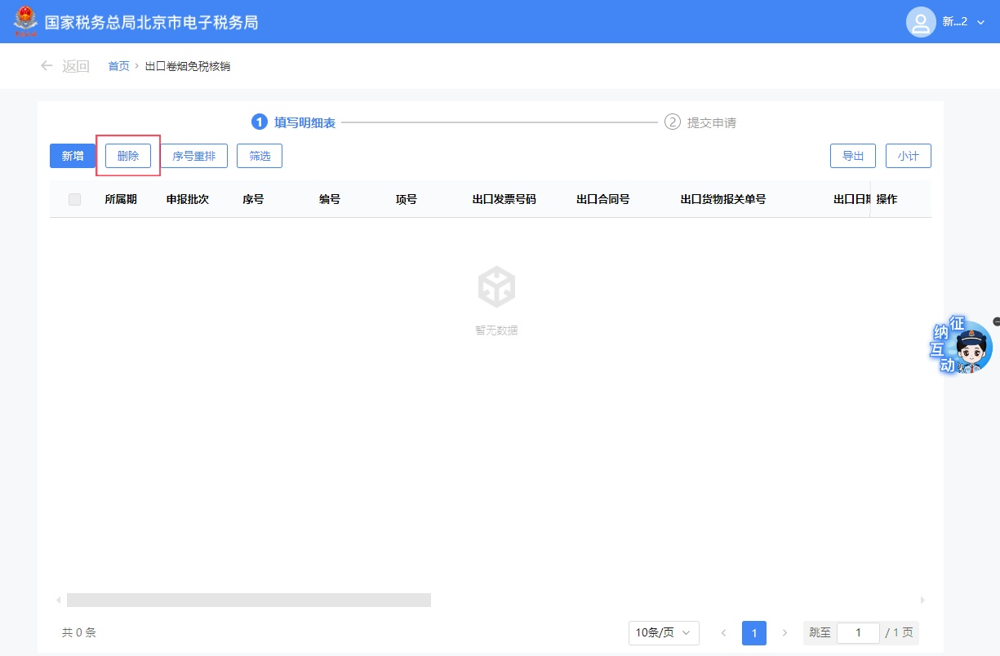 国家税务总局北京市电子税务局
新...2
返回 首页 > 出口卷烟免税核销
1 填写明细表
2 提交申请
新增 删除 序号重排 筛选 导出 小计
所属期 申报批次 序号 编号 项号 出口发票号码 出口合同号 出口货物报关单号 出口日期 操作
暂无数据
征纳互动
共 0 条 10条/页 1 跳至 1 / 1 页